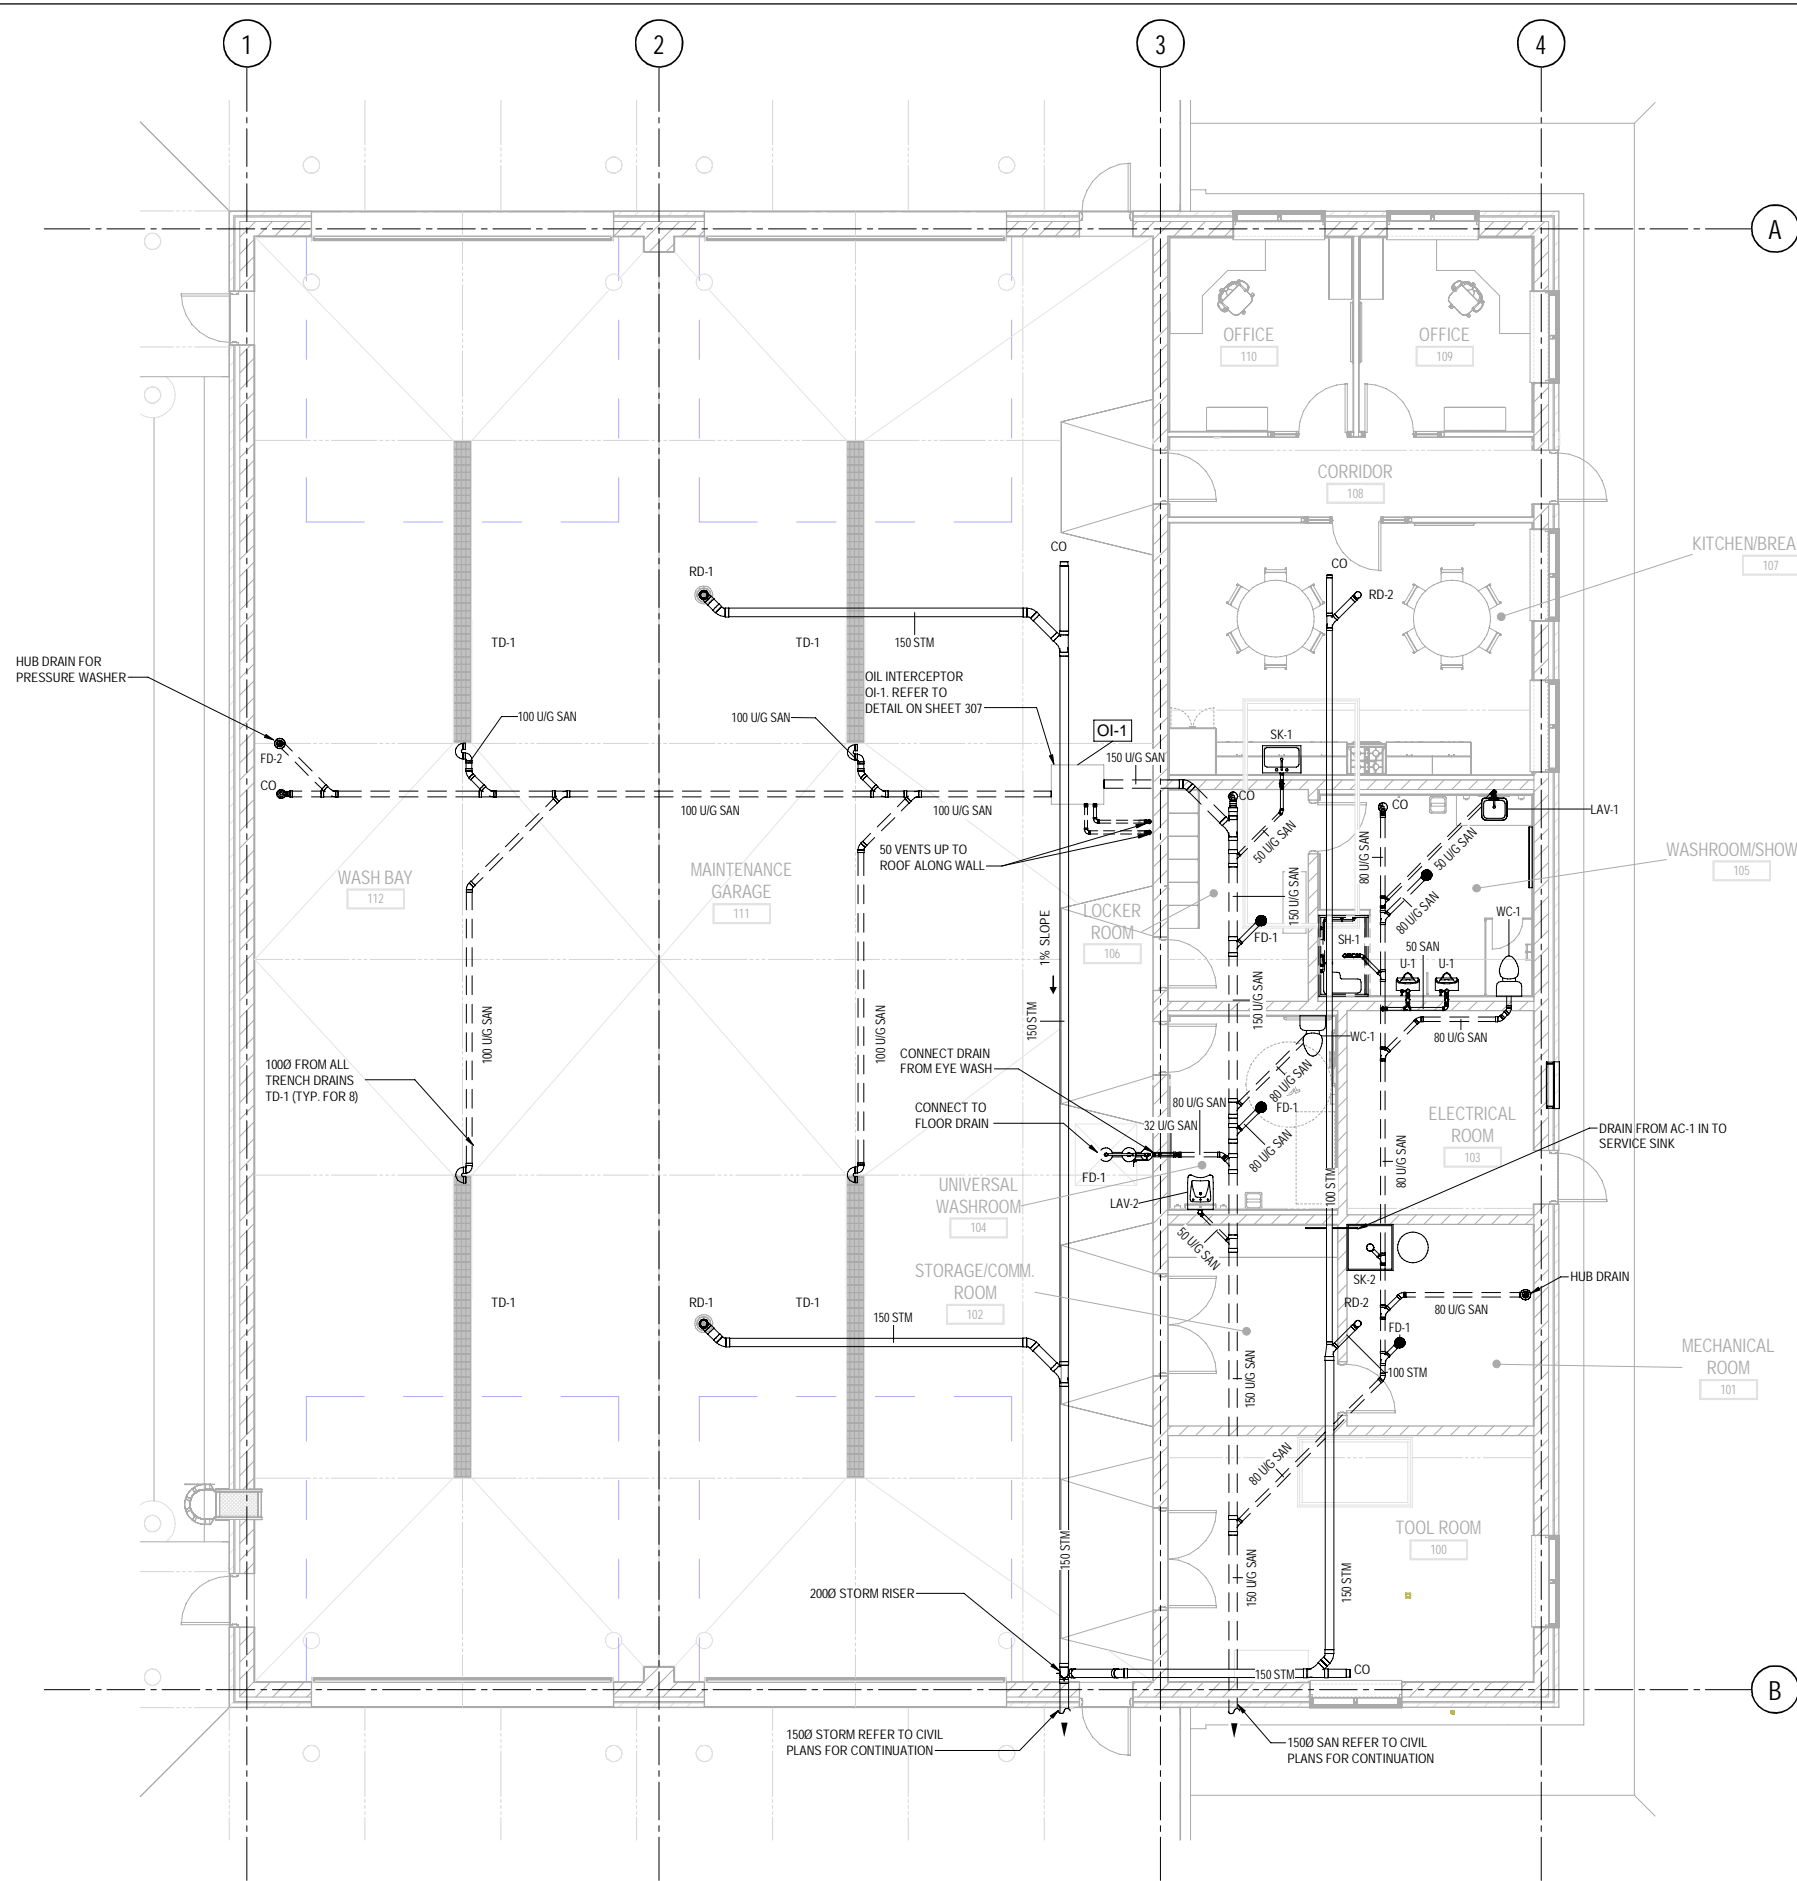 1
2
3
4
A
B
OFFICE
110
OFFICE
109
CORRIDOR
108
KITCHEN/BREA
107
CO
RD-1
150 STM
TD-1
TD-1
CO
RD-2
HUB DRAIN FOR
PRESSURE WASHER
FD-2
CO
100 U/G SAN
100 U/G SAN
OIL INTERCEPTOR
OI-1. REFER TO
DETAIL ON SHEET 307
OI-1
150 U/G SAN
SK-1
100 U/G SAN
100 U/G SAN
50 VENTS UP TO
ROOF ALONG WALL
CO
50 U/G SAN
CO
80 U/G SAN
50 U/G SAN
80 U/G SAN
LAV-1
WASHROOM/SHOW
105
WASH BAY
112
MAINTENANCE
GARAGE
111
LOCKER
ROOM
106
150 U/G SAN
FD-1
SH-1
50 SAN
U-1
U-1
WC-1
1% SLOPE
150 STM
150 U/G SAN
80 U/G SAN
100 U/G SAN
100 U/G SAN
WC-1
80 U/G SAN
FD-1
80 U/G SAN
100Ø FROM ALL
TRENCH DRAINS
TD-1 (TYP. FOR 8)
CONNECT DRAIN
FROM EYE WASH
CONNECT TO
FLOOR DRAIN
80 U/G SAN
32 U/G SAN
FD-1
LAV-2
50 U/G SAN
ELECTRICAL
ROOM
103
DRAIN FROM AC-1 IN TO
SERVICE SINK
80 U/G SAN
100 STM
UNIVERSAL
WASHROOM
104
STORAGE/COMM.
ROOM
102
SK-2
HUB DRAIN
80 U/G SAN
RD-2
FD-1
100 STM
MECHANICAL
ROOM
101
TD-1
RD-1
TD-1
150 STM
150 U/G SAN
80 U/G SAN
TOOL ROOM
100
150 STM
150 U/G SAN
150 STM
200Ø STORM RISER
150 STM
CO
150Ø STORM REFER TO CIVIL
PLANS FOR CONTINUATION
150Ø SAN REFER TO CIVIL
PLANS FOR CONTINUATION